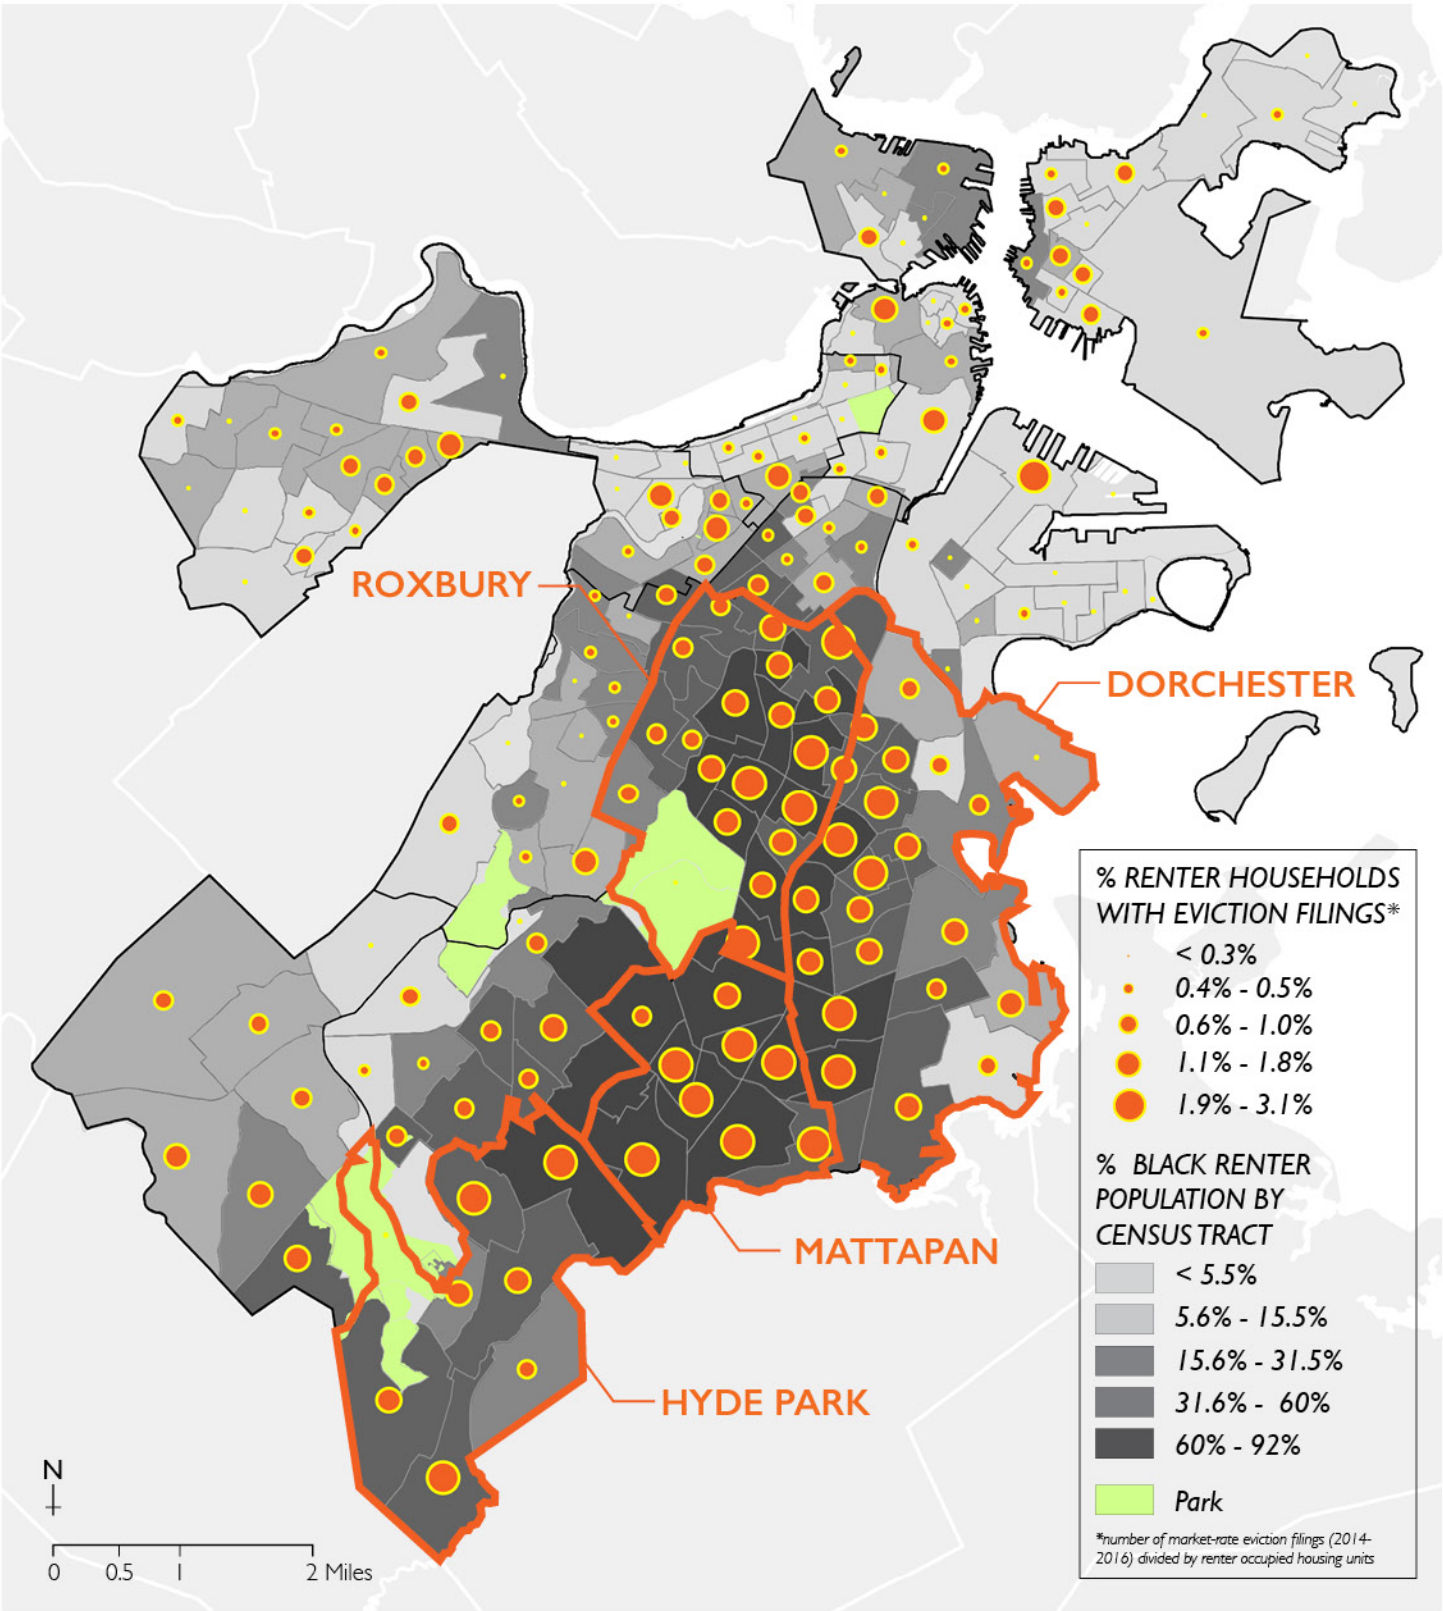 ROXBURY
DORCHESTER
MATTAPAN
HYDE PARK
% RENTER HOUSEHOLDS
WITH EVICTION FILINGS*
< 0.3%
0.4% - 0.5%
0.6% - 1.0%
1.1% - 1.8%
1.9% - 3.1%
% BLACK RENTER
POPULATION BY
CENSUS TRACT
< 5.5%
5.6% - 15.5%
15.6% - 31.5%
31.6% - 60%
60% - 92%
Park
*number of market-rate eviction filings (2014-
2016) divided by renter occupied housing units
N
0 0.5 1 2 Miles